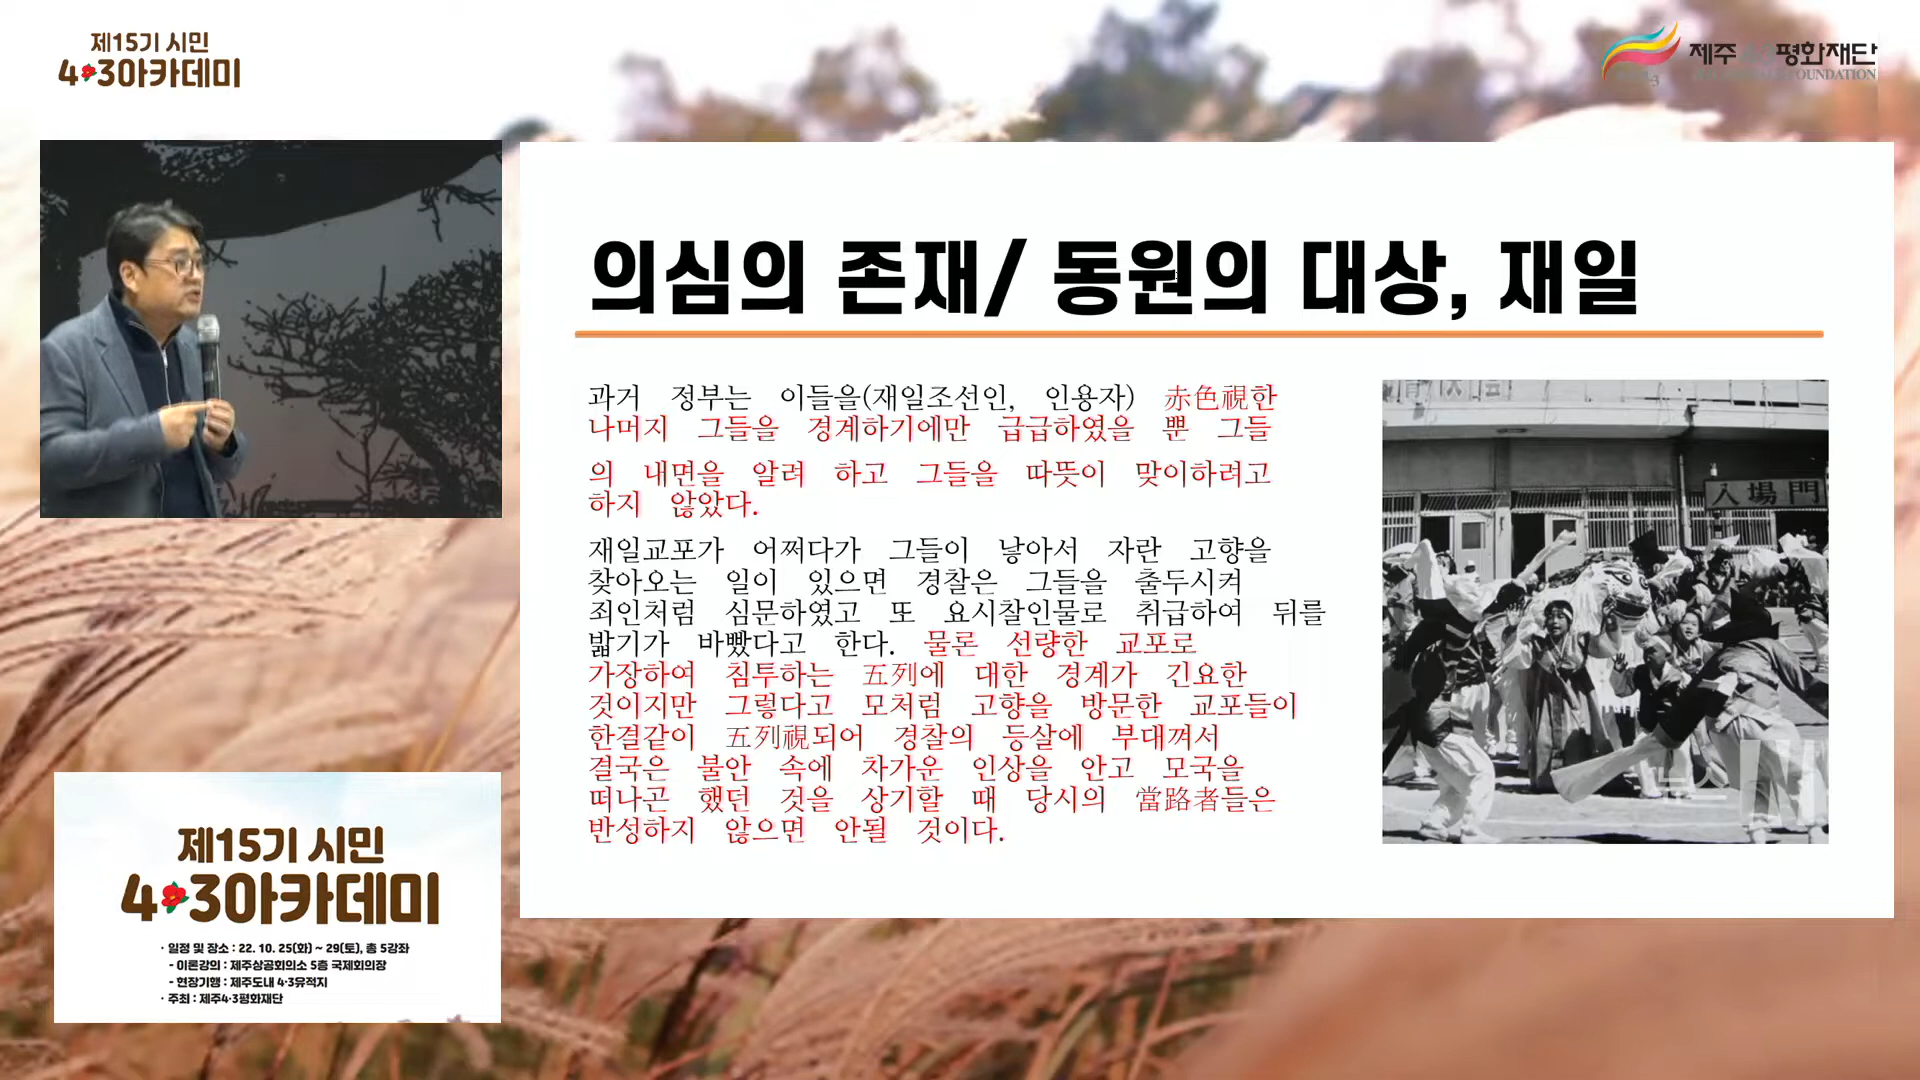 제15기 시민
4·3아카데미
제주4·3평화재단
FOUNDATION
의심의 존재/ 동원의 대상, 재일
과거 정부는 이들을(재일조선인, 인용자) 赤色視한
나머지 그들을 경계하기에만 급급하였을 뿐 그들
의 내면을 알려 하고 그들을 따뜻이 맞이하려고
하지 않았다.
재일교포가 어쩌다가 그들이 낳아서 자란 고향을
찾아오는 일이 있으면 경찰은 그들을 출두시켜
죄인처럼 심문하였고 또 요시찰인물로 취급하여 뒤를
밟기가 바빴다고 한다. 물론 선량한 교포로
가장하여 침투하는 五列에 대한 경계가 긴요한
것이지만 그렇다고 모처럼 고향을 방문한 교포들이
한결같이 五列視되어 경찰의 등살에 부대껴서
결국은 불안 속에 차가운 인상을 안고 모국을
떠나곤 했던 것을 상기할 때 당시의 當路者들은
반성하지 않으면 안될 것이다.
入場門
뉴스N
제15기 시민
4·3아카데미
· 일정 및 장소 : 22. 10. 25(화) ~ 29(토), 총 5강좌
- 이론강의 : 제주상공회의소 5층 국제회의장
- 현장기행 : 제주도내 4·3유적지
· 주최 : 제주4·3평화재단